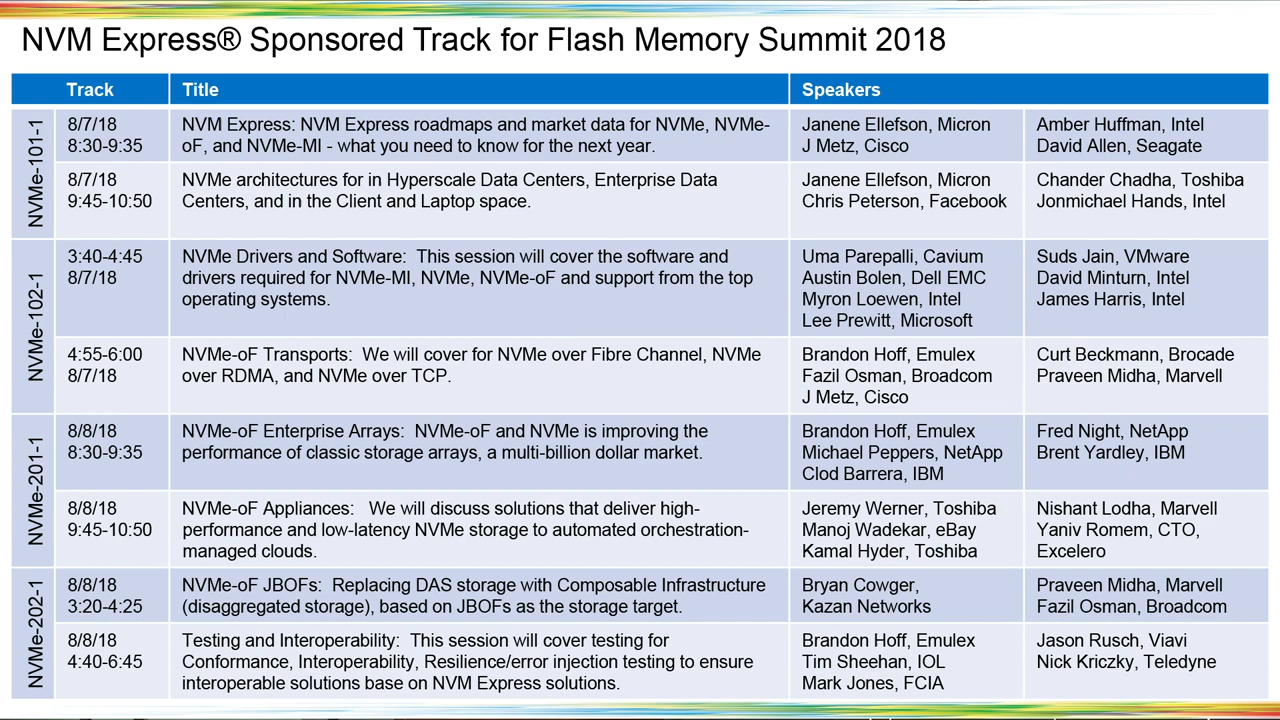 NVM Express® Sponsored Track for Flash Memory Summit 2018
Track
Title
Speakers
NVMe-101-1
8/7/18
8:30-9:35
NVM Express: NVM Express roadmaps and market data for NVMe, NVMe-
oF, and NVMe-MI - what you need to know for the next year.
Janene Ellefson, Micron
J Metz, Cisco
Amber Huffman, Intel
David Allen, Seagate
8/7/18
9:45-10:50
NVMe architectures for in Hyperscale Data Centers, Enterprise Data
Centers, and in the Client and Laptop space.
Janene Ellefson, Micron
Chris Peterson, Facebook
Chander Chadha, Toshiba
Jonmichael Hands, Intel
NVMe-102-1
3:40-4:45
8/7/18
NVMe Drivers and Software: This session will cover the software and
drivers required for NVMe-MI, NVMe, NVMe-oF and support from the top
operating systems.
Uma Parepalli, Cavium
Austin Bolen, Dell EMC
Myron Loewen, Intel
Lee Prewitt, Microsoft
Suds Jain, VMware
David Minturn, Intel
James Harris, Intel
4:55-6:00
8/7/18
NVMe-oF Transports: We will cover for NVMe over Fibre Channel, NVMe
over RDMA, and NVMe over TCP.
Brandon Hoff, Emulex
Fazil Osman, Broadcom
J Metz, Cisco
Curt Beckmann, Brocade
Praveen Midha, Marvell
NVMe-201-1
8/8/18
8:30-9:35
NVMe-oF Enterprise Arrays: NVMe-oF and NVMe is improving the
performance of classic storage arrays, a multi-billion dollar market.
Brandon Hoff, Emulex
Michael Peppers, NetApp
Clod Barrera, IBM
Fred Night, NetApp
Brent Yardley, IBM
8/8/18
9:45-10:50
NVMe-oF Appliances: We will discuss solutions that deliver high-
performance and low-latency NVMe storage to automated orchestration-
managed clouds.
Jeremy Werner, Toshiba
Manoj Wadekar, eBay
Kamal Hyder, Toshiba
Nishant Lodha, Marvell
Yaniv Romem, CTO,
Excelero
NVMe-202-1
8/8/18
3:20-4:25
NVMe-oF JBOFs: Replacing DAS storage with Composable Infrastructure
(disaggregated storage), based on JBOFs as the storage target.
Bryan Cowger,
Kazan Networks
Praveen Midha, Marvell
Fazil Osman, Broadcom
8/8/18
4:40-6:45
Testing and Interoperability: This session will cover testing for
Conformance, Interoperability, Resilience/error injection testing to ensure
interoperable solutions base on NVM Express solutions.
Brandon Hoff, Emulex
Tim Sheehan, IOL
Mark Jones, FCIA
Jason Rusch, Viavi
Nick Kriczky, Teledyne